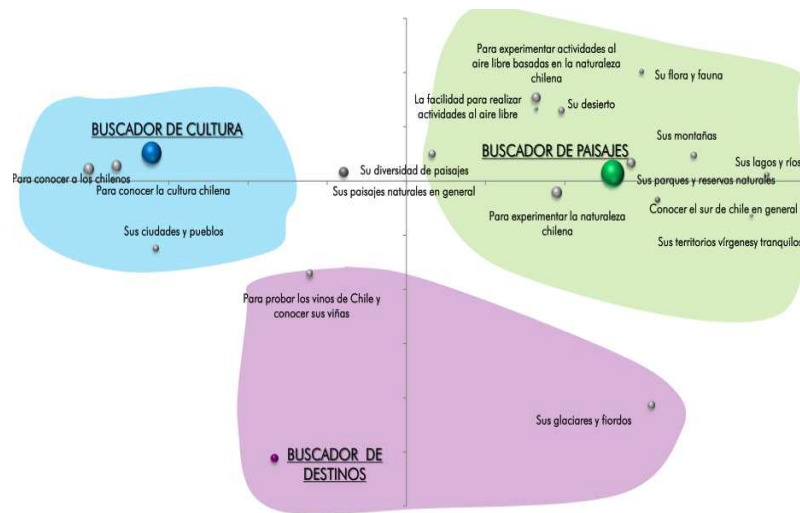 BUSCADOR DE CULTURA
Para conocer a los chilenos
Para conocer la cultura chilena
Sus ciudades y pueblos
Para experimentar actividades al
aire libre basadas en la naturaleza
chilena
Su flora y fauna
La facilidad para realizar
actividades al aire libre
Su desierto
BUSCADOR DE PAISAJES
Sus montañas
Sus lagos y ríos
Su diversidad de paisajes
Sus paisajes naturales en general
Sus parques y reservas naturales
Para experimentar la naturaleza
chilena
Conocer el sur de chile en general
Sus territorios vírgenesy tranquilos
Para probar los vinos de Chile y
conocer sus viñas
Sus glaciares y fiordos
BUSCADOR DE
DESTINOS